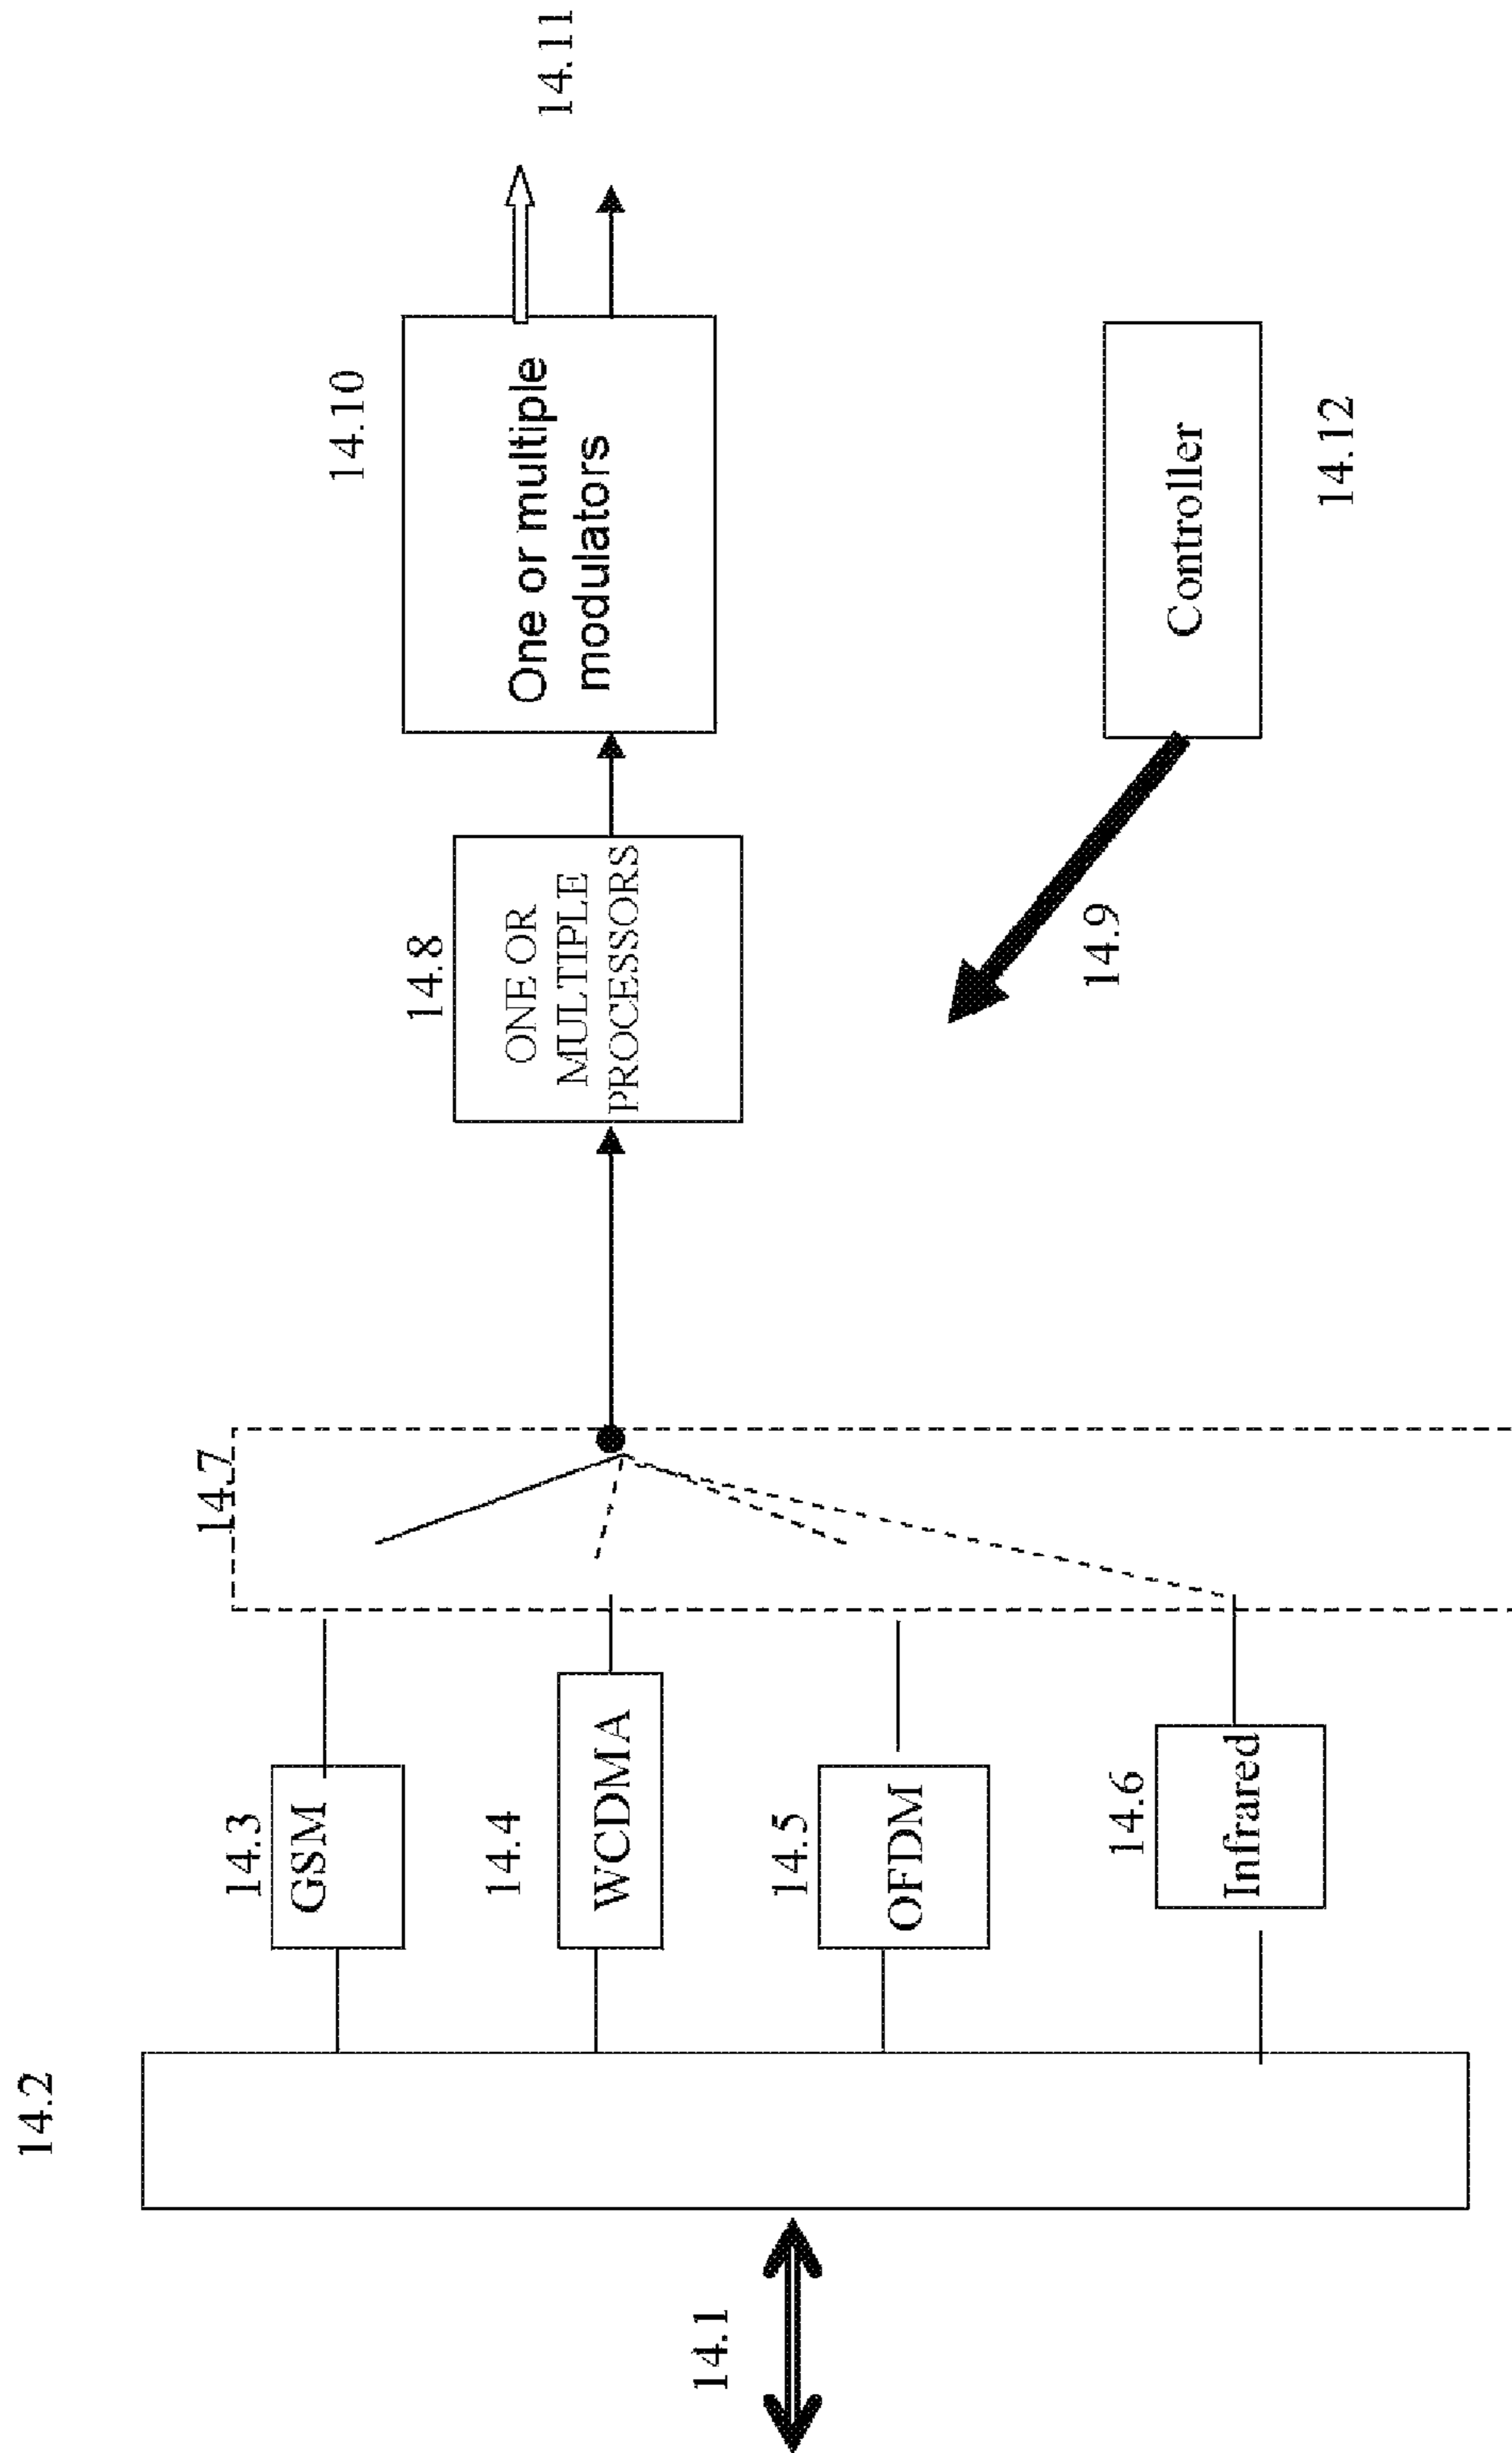 14.2
14.1
14.3
GSM
14.4
WCDMA
14.5
OFDM
14.6
Infrared
14.7
14.8
ONE OR
MULTIPLE
PROCESSORS
14.9
14.10
One or multiple
modulators
14.11
Controller
14.12